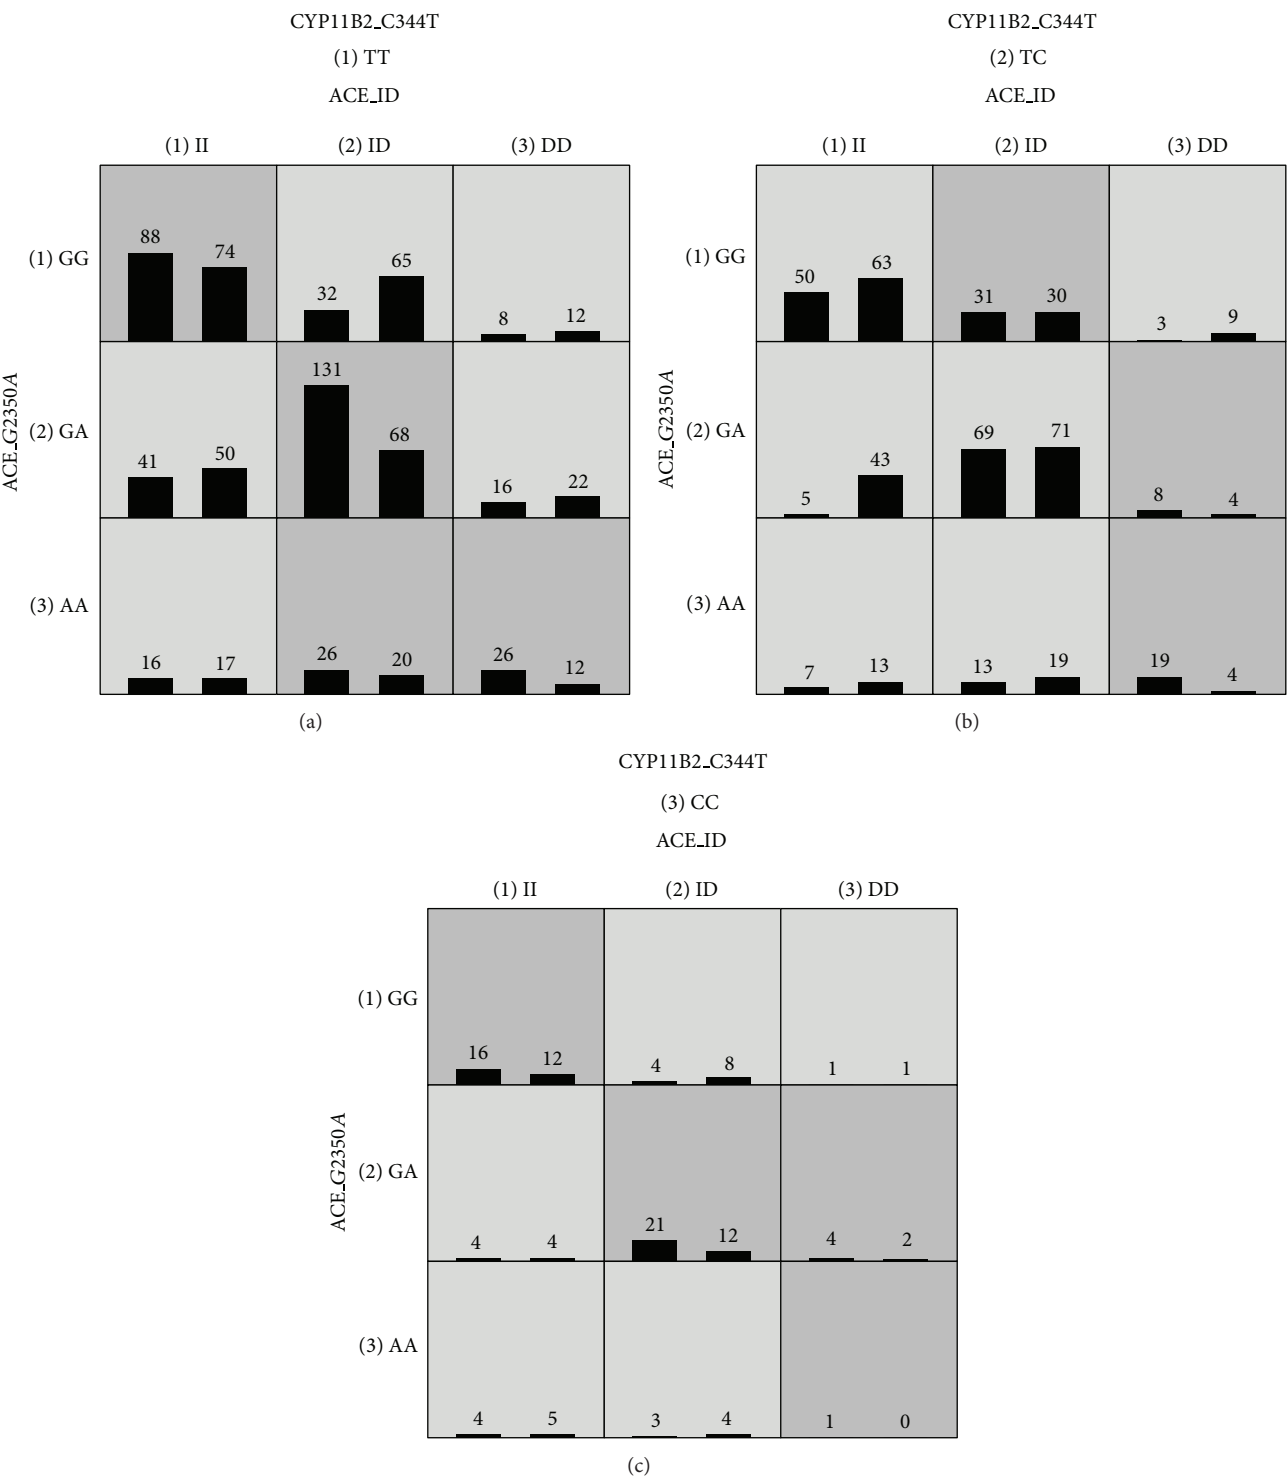 CYP11B2_C344T
(1) TT
ACE_ID
(1) II (2) ID (3) DD
ACE_G2350A
(1) GG
88 74 32 65 8 12
(2) GA
41 50 131 68 16 22
(3) AA
16 17 26 20 26 12
(a)
CYP11B2_C344T
(2) TC
ACE_ID
(1) II (2) ID (3) DD
ACE_G2350A
(1) GG
50 63 31 30 3 9
(2) GA
5 43 69 71 8 4
(3) AA
7 13 13 19 19 4
(b)
CYP11B2_C344T
(3) CC
ACE_ID
(1) II (2) ID (3) DD
ACE_G2350A
(1) GG
16 12 4 8 1 1
(2) GA
4 4 21 12 4 2
(3) AA
4 5 3 4 1 0
(c)